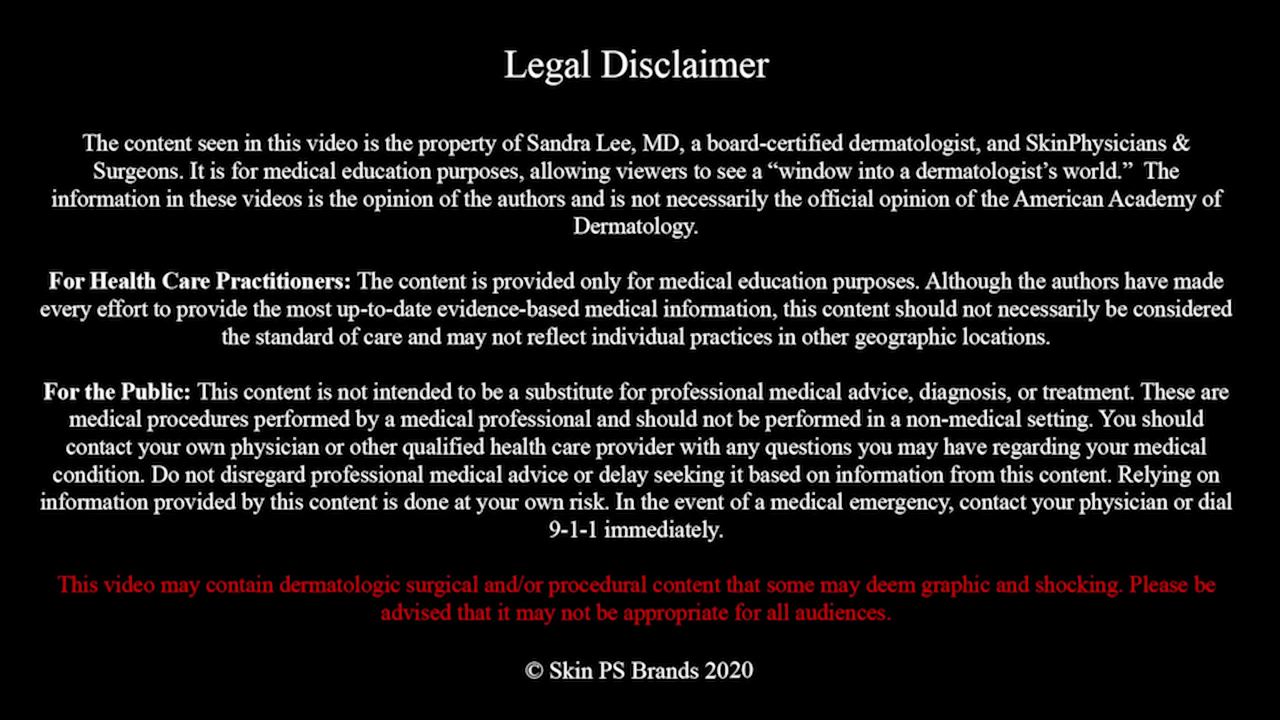 Legal Disclaimer
The content seen in this video is the property of Sandra Lee, MD, a board-certified dermatologist, and SkinPhysicians &
Surgeons. It is for medical education purposes, allowing viewers to see a “window into a dermatologist’s world.”  The
information in these videos is the opinion of the authors and is not necessarily the official opinion of the American Academy of
Dermatology.
For Health Care Practitioners: The content is provided only for medical education purposes. Although the authors have made
every effort to provide the most up-to-date evidence-based medical information, this content should not necessarily be considered
the standard of care and may not reflect individual practices in other geographic locations.
For the Public: This content is not intended to be a substitute for professional medical advice, diagnosis, or treatment. These are
medical procedures performed by a medical professional and should not be performed in a non-medical setting. You should
contact your own physician or other qualified health care provider with any questions you may have regarding your medical
condition. Do not disregard professional medical advice or delay seeking it based on information from this content. Relying on
information provided by this content is done at your own risk. In the event of a medical emergency, contact your physician or dial
9-1-1 immediately.
This video may contain dermatologic surgical and/or procedural content that some may deem graphic and shocking. Please be
advised that it may not be appropriate for all audiences.
© Skin PS Brands 2020